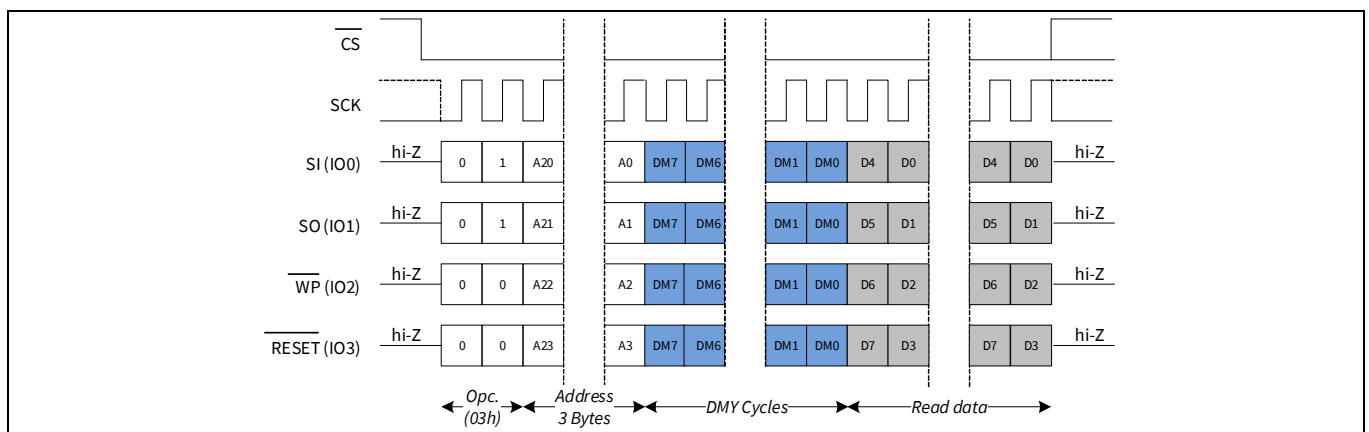 CS
SCK
SI (IO0) hi-Z 0 1 A20 A0 DM7 DM6 DM1 DM0 D4 D0 D4 D0 hi-Z
SO (IO1) hi-Z 0 1 A21 A1 DM7 DM6 DM1 DM0 D5 D1 D5 D1 hi-Z
WP (IO2) hi-Z 0 0 A22 A2 DM7 DM6 DM1 DM0 D6 D2 D6 D2 hi-Z
RESET (IO3) hi-Z 0 0 A23 A3 DM7 DM6 DM1 DM0 D7 D3 D7 D3 hi-Z
Opc. Address DMY Cycles Read data
(03h) 3 Bytes